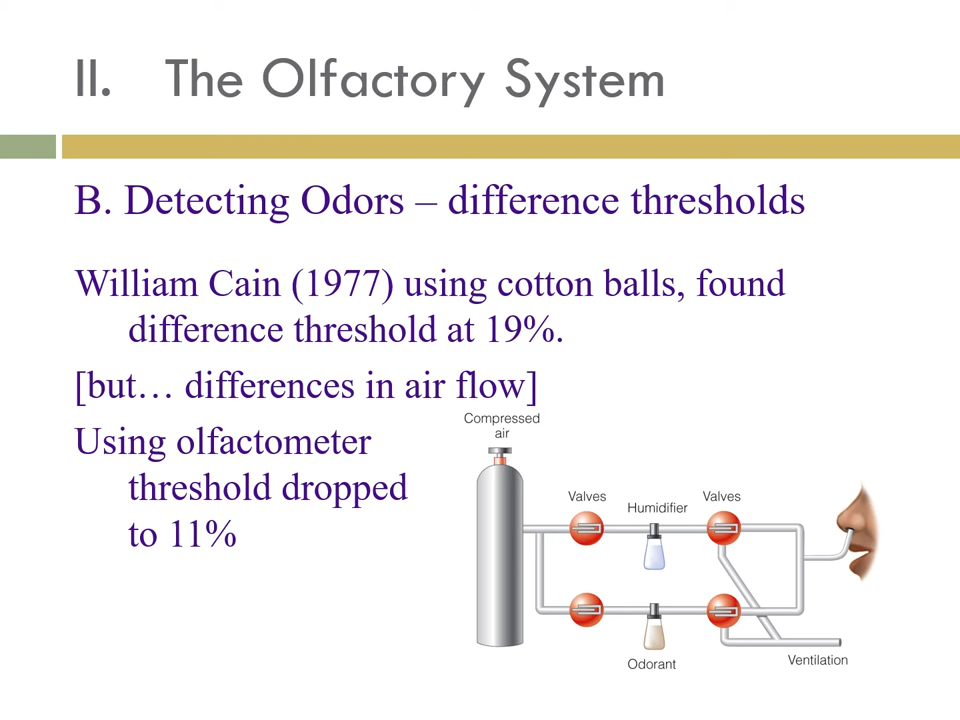 II. The Olfactory System
B. Detecting Odors – difference thresholds
William Cain (1977) using cotton balls, found
difference threshold at 19%.
[but… differences in air flow]
Using olfactometer
threshold dropped
to 11%
Compressed
air
Valves
Humidifier
Valves
Odorant
Ventilation